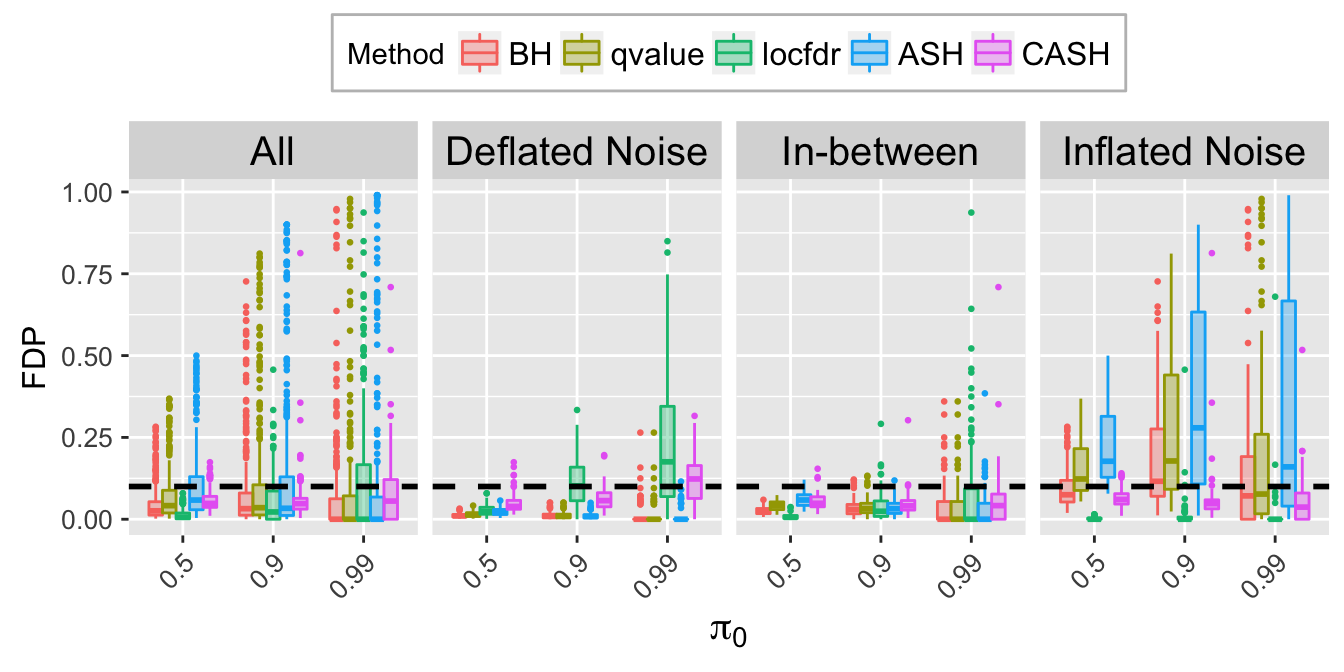 Method BH qvalue locfdr ASH CASH
All Deflated Noise In-between Inflated Noise
1.00
0.75
0.50
0.25
0.00
FDP
0.5 0.9 0.99 0.5 0.9 0.99 0.5 0.9 0.99 0.5 0.9 0.99
π₀